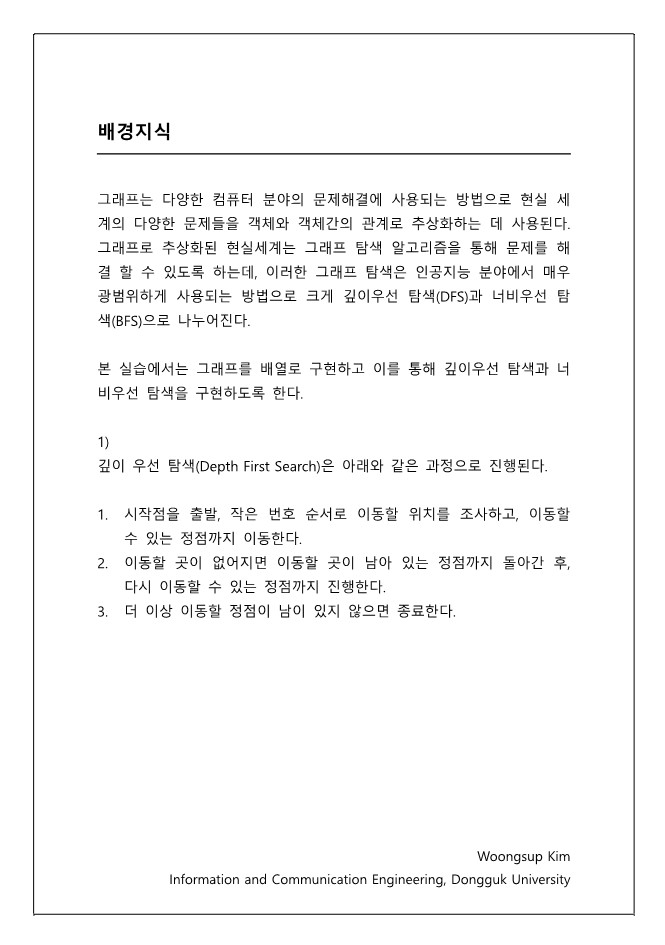 배경지식
그래프는 다양한 컴퓨터 분야의 문제해결에 사용되는 방법으로 현실 세
계의 다양한 문제들을 객체와 객체간의 관계로 추상화하는 데 사용된다.
그래프로 추상화된 현실세계는 그래프 탐색 알고리즘을 통해 문제를 해
결 할 수 있도록 하는데, 이러한 그래프 탐색은 인공지능 분야에서 매우
광범위하게 사용되는 방법으로 크게 깊이우선 탐색(DFS)과 너비우선 탐
색(BFS)으로 나누어진다.
본 실습에서는 그래프를 배열로 구현하고 이를 통해 깊이우선 탐색과 너
비우선 탐색을 구현하도록 한다.
1)
깊이 우선 탐색(Depth First Search)은 아래와 같은 과정으로 진행된다.
1. 시작점을 출발, 작은 번호 순서로 이동할 위치를 조사하고, 이동할
수 있는 정점까지 이동한다.
2. 이동할 곳이 없어지면 이동할 곳이 남아 있는 정점까지 돌아간 후,
다시 이동할 수 있는 정점까지 진행한다.
3. 더 이상 이동할 정점이 남이 있지 않으면 종료한다.
Woongsup Kim
Information and Communication Engineering, Dongguk University